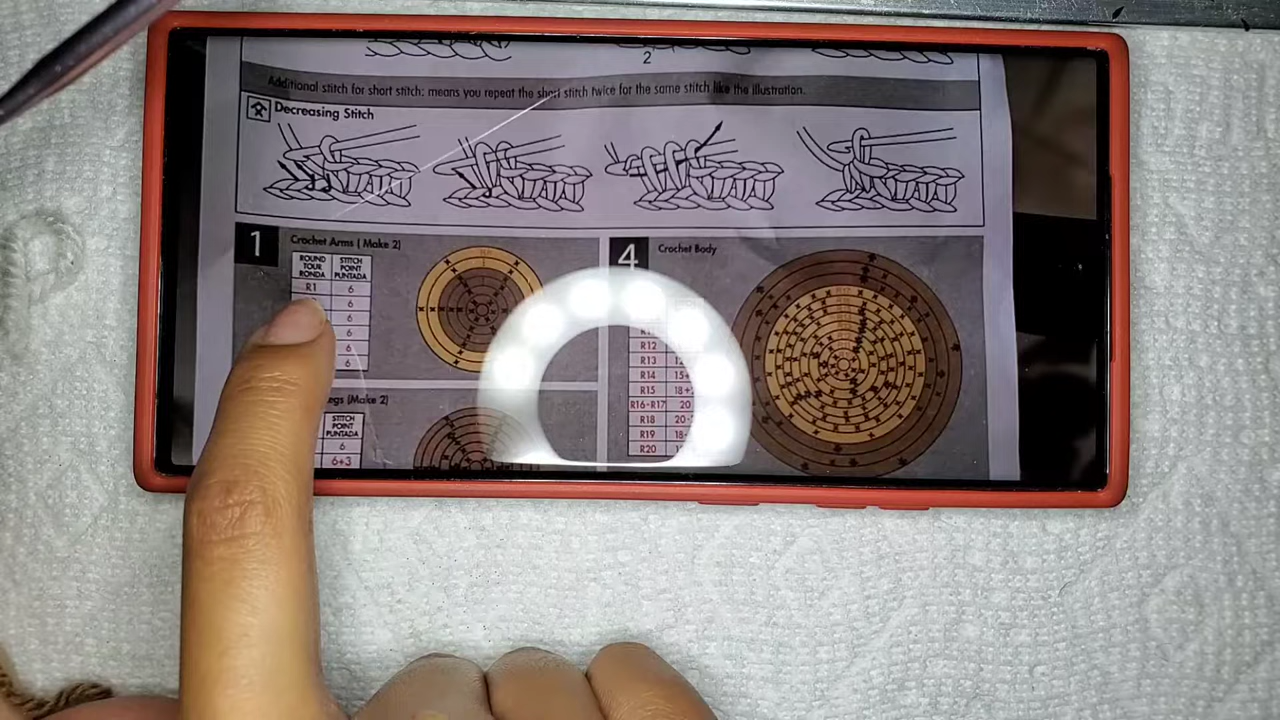 2
Additional stitch for short stitch: means you repeat the short stitch twice for the same stitch like the illustration.
Decreasing Stitch
1
Crochet Arms ( Make 2)
ROUND
TOUR
RONDA
STITCH
POINT
PUNTADA
R1 6
6
6
6
6
(Make 2)
STITCH
POINT
PUNTADA
6
6+3
4
Crochet Body
R12
R13
R14 15+
R15 18+
R16-R17 20
R18 20-
R19 18-
R20